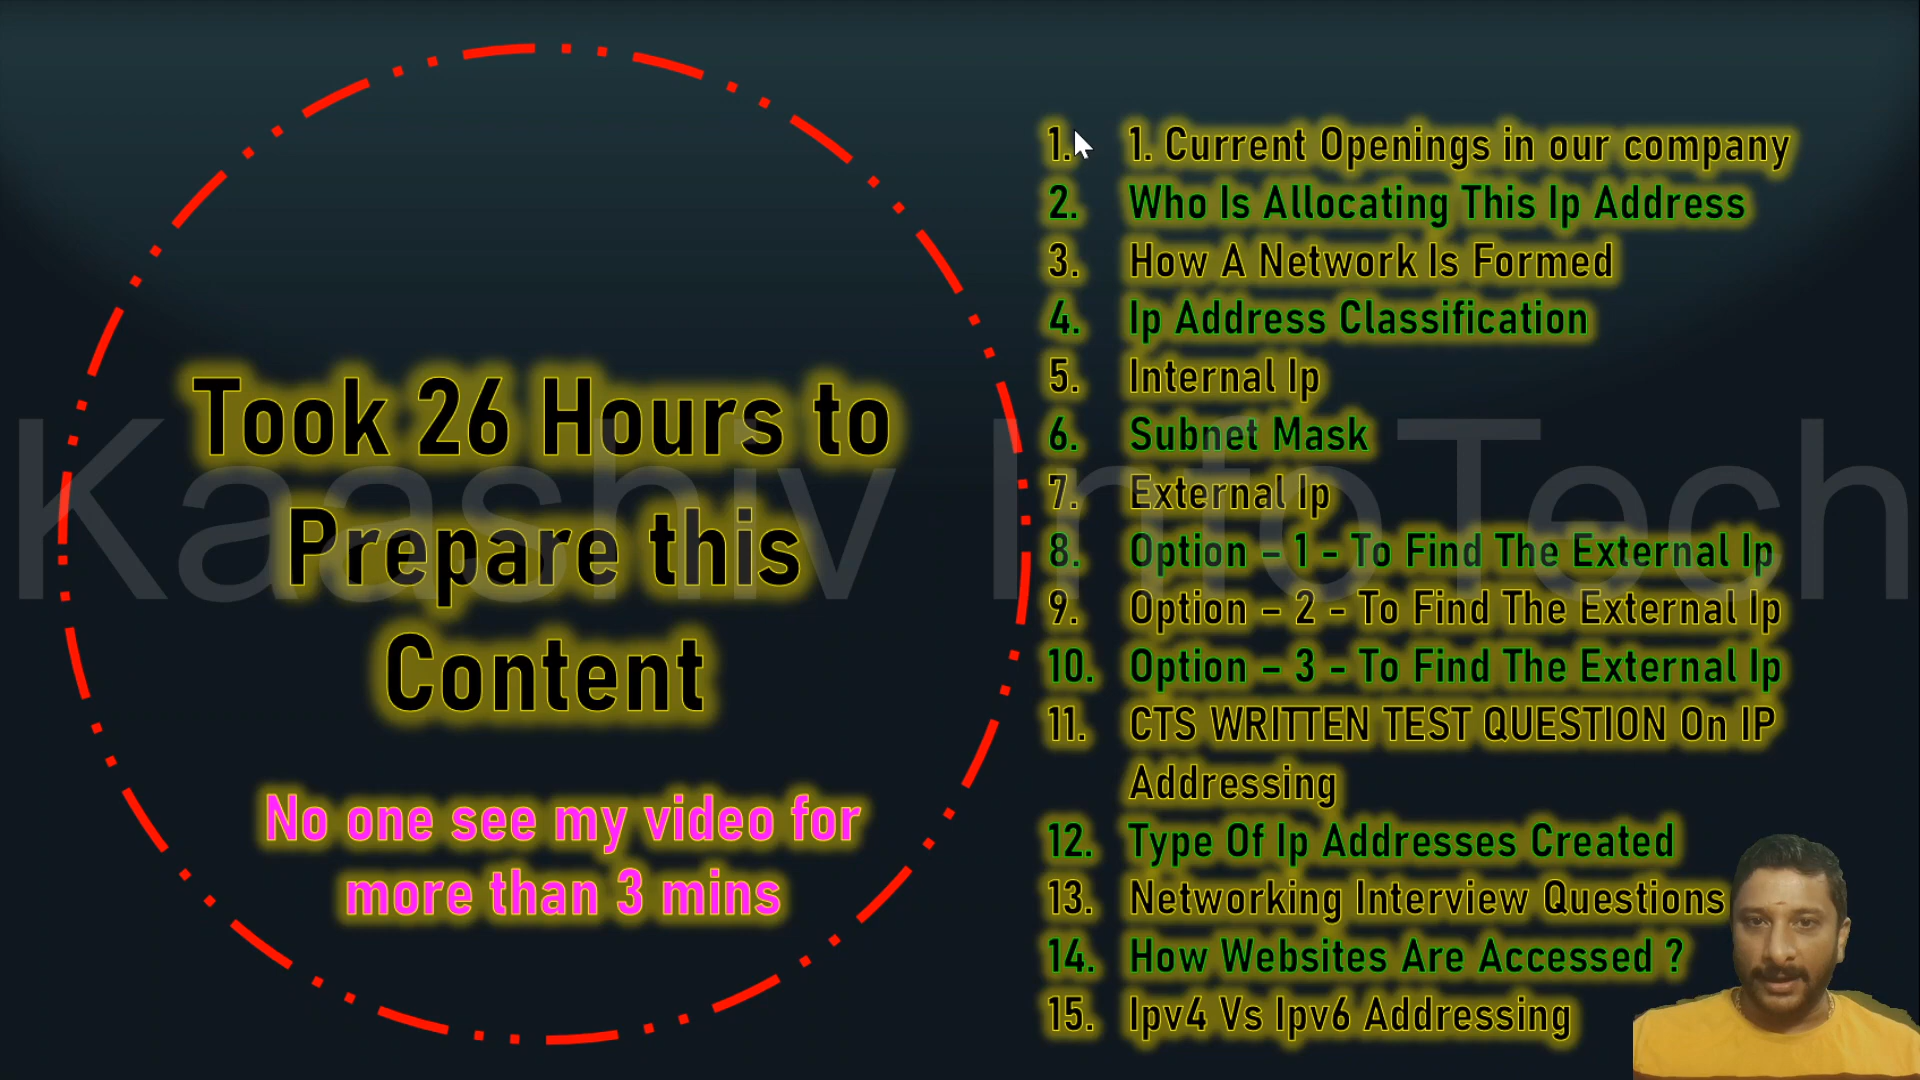 Took 26 Hours to
Prepare this
Content
No one see my video for
more than 3 mins
1. 1. Current Openings in our company
2. Who Is Allocating This Ip Address
3. How A Network Is Formed
4. Ip Address Classification
5. Internal Ip
6. Subnet Mask
7. External Ip
8. Option – 1 - To Find The External Ip
9. Option – 2 - To Find The External Ip
10. Option – 3 - To Find The External Ip
11. CTS WRITTEN TEST QUESTION On IP
Addressing
12. Type Of Ip Addresses Created
13. Networking Interview Questions
14. How Websites Are Accessed ?
15. Ipv4 Vs Ipv6 Addressing
Kaashiv InfoTech